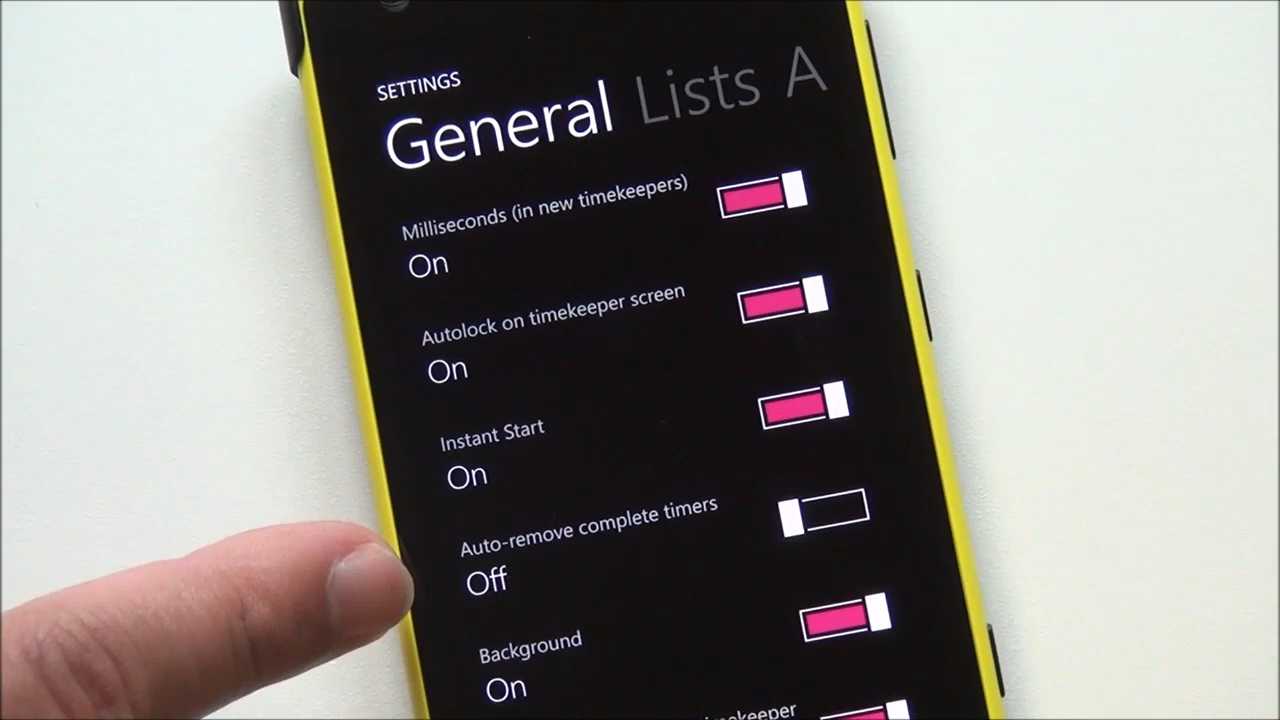 SETTINGS
General Lists A
Milliseconds (in new timekeepers)
On
Autolock on timekeeper screen
On
Instant Start
On
Auto-remove complete timers
Off
Background
On